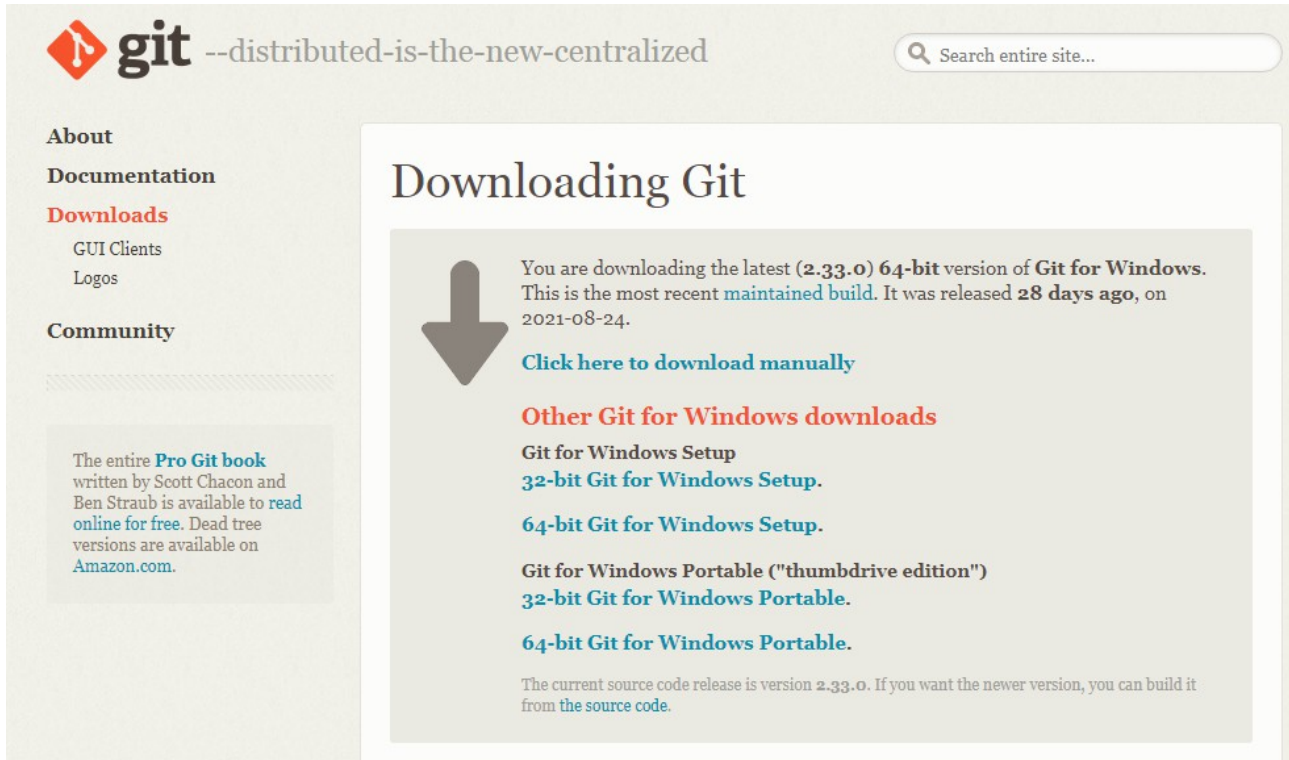 git --distributed-is-the-new-centralized
Search entire site...
About
Documentation
Downloads
GUI Clients
Logos
Community
The entire Pro Git book
written by Scott Chacon and
Ben Straub is available to read
online for free. Dead tree
versions are available on
Amazon.com.
Downloading Git
You are downloading the latest (2.33.0) 64-bit version of Git for Windows.
This is the most recent maintained build. It was released 28 days ago, on
2021-08-24.
Click here to download manually
Other Git for Windows downloads
Git for Windows Setup
32-bit Git for Windows Setup.
64-bit Git for Windows Setup.
Git for Windows Portable ("thumbdrive edition")
32-bit Git for Windows Portable.
64-bit Git for Windows Portable.
The current source code release is version 2.33.0. If you want the newer version, you can build it
from the source code.